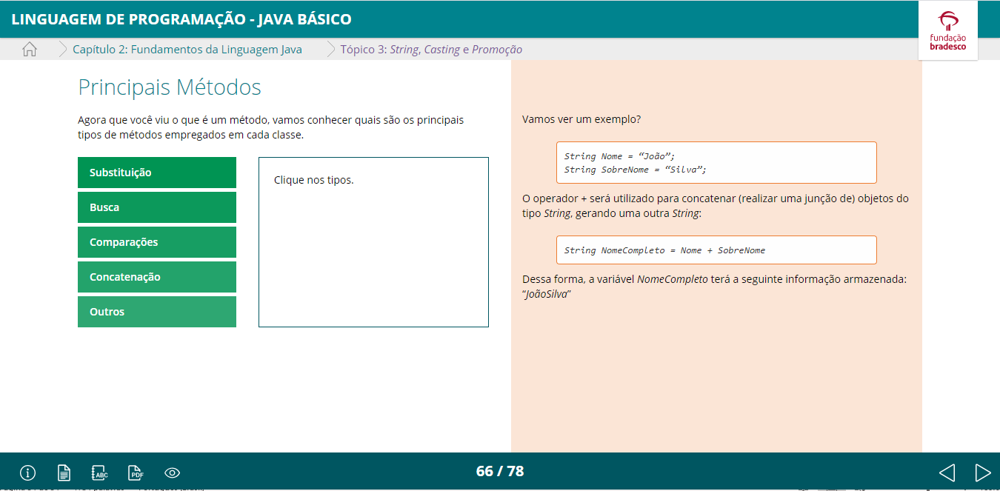 LINGUAGEM DE PROGRAMAÇÃO - JAVA BÁSICO
fundação
bradesco
Capítulo 2: Fundamentos da Linguagem Java
Tópico 3: String, Casting e Promoção
Principais Métodos
Agora que você viu o que é um método, vamos conhecer quais são os principais
tipos de métodos empregados em cada classe.
Substituição
Busca
Comparações
Concatenação
Outros
Clique nos tipos.
Vamos ver um exemplo?
String Nome = “João”;
String SobreNome = “Silva”;
O operador + será utilizado para concatenar (realizar uma junção de) objetos do
tipo String, gerando uma outra String:
String NomeCompleto = Nome + SobreNome
Dessa forma, a variável NomeCompleto terá a seguinte informação armazenada:
“JoãoSilva”
ABC
PDF
66 / 78